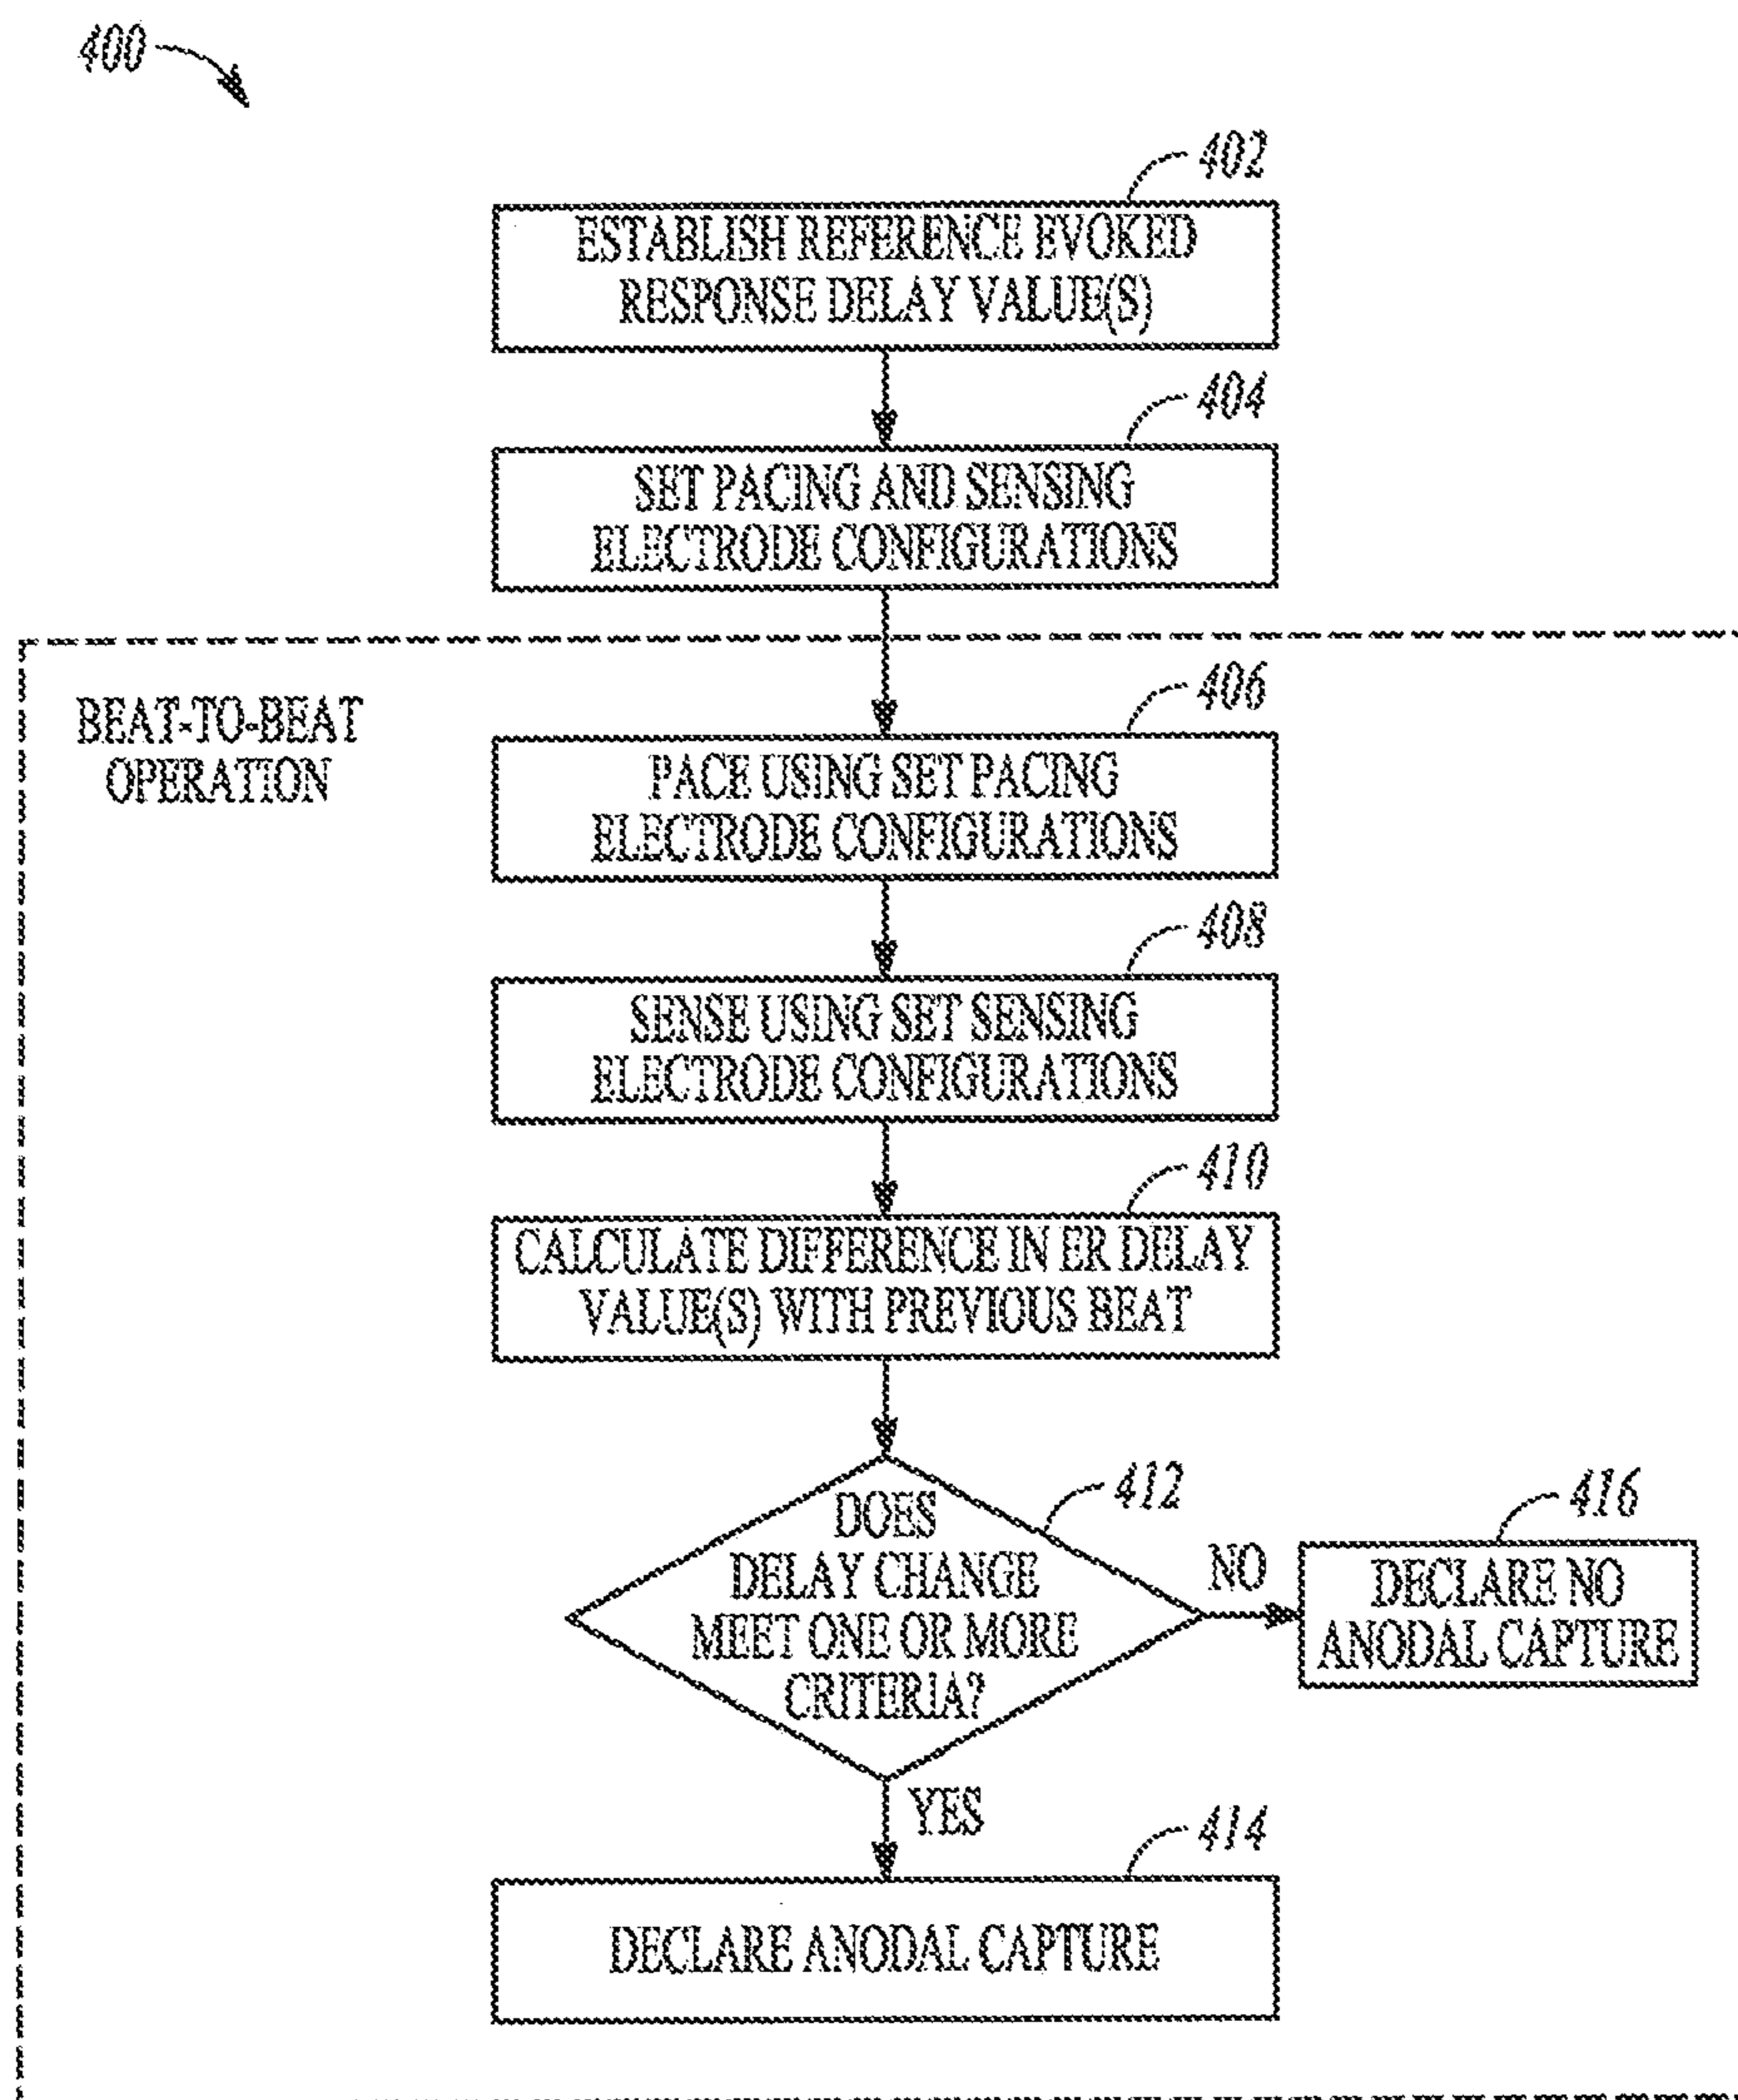 400
402
ESTABLISH REFERENCE EVOKED
RESPONSE DELAY VALUE(S)
404
SET PACING AND SENSING
ELECTRODE CONFIGURATIONS
BEAT-TO-BEAT
OPERATION
406
PACE USING SET PACING
ELECTRODE CONFIGURATIONS
408
SENSE USING SET SENSING
ELECTRODE CONFIGURATIONS
410
CALCULATE DIFFERENCE IN ER DELAY
VALUE(S) WITH PREVIOUS BEAT
412
DOES
DELAY CHANGE
MEET ONE OR MORE
CRITERIA?
NO
416
DECLARE NO
ANODAL CAPTURE
YES
414
DECLARE ANODAL CAPTURE